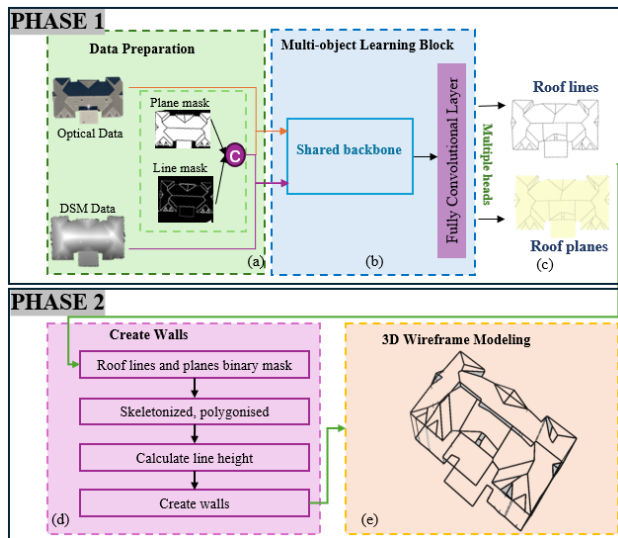 PHASE 1
Data Preparation
Multi-object Learning Block
Optical Data
Plane mask
C
Line mask
DSM Data
(a)
Shared backbone
(b)
Fully Convolutional Layer
Multiple heads
Roof lines
Roof planes
(c)
PHASE 2
Create Walls
Roof lines and planes binary mask
Skeletonized, polygonised
Calculate line height
Create walls
(d)
3D Wireframe Modeling
(e)